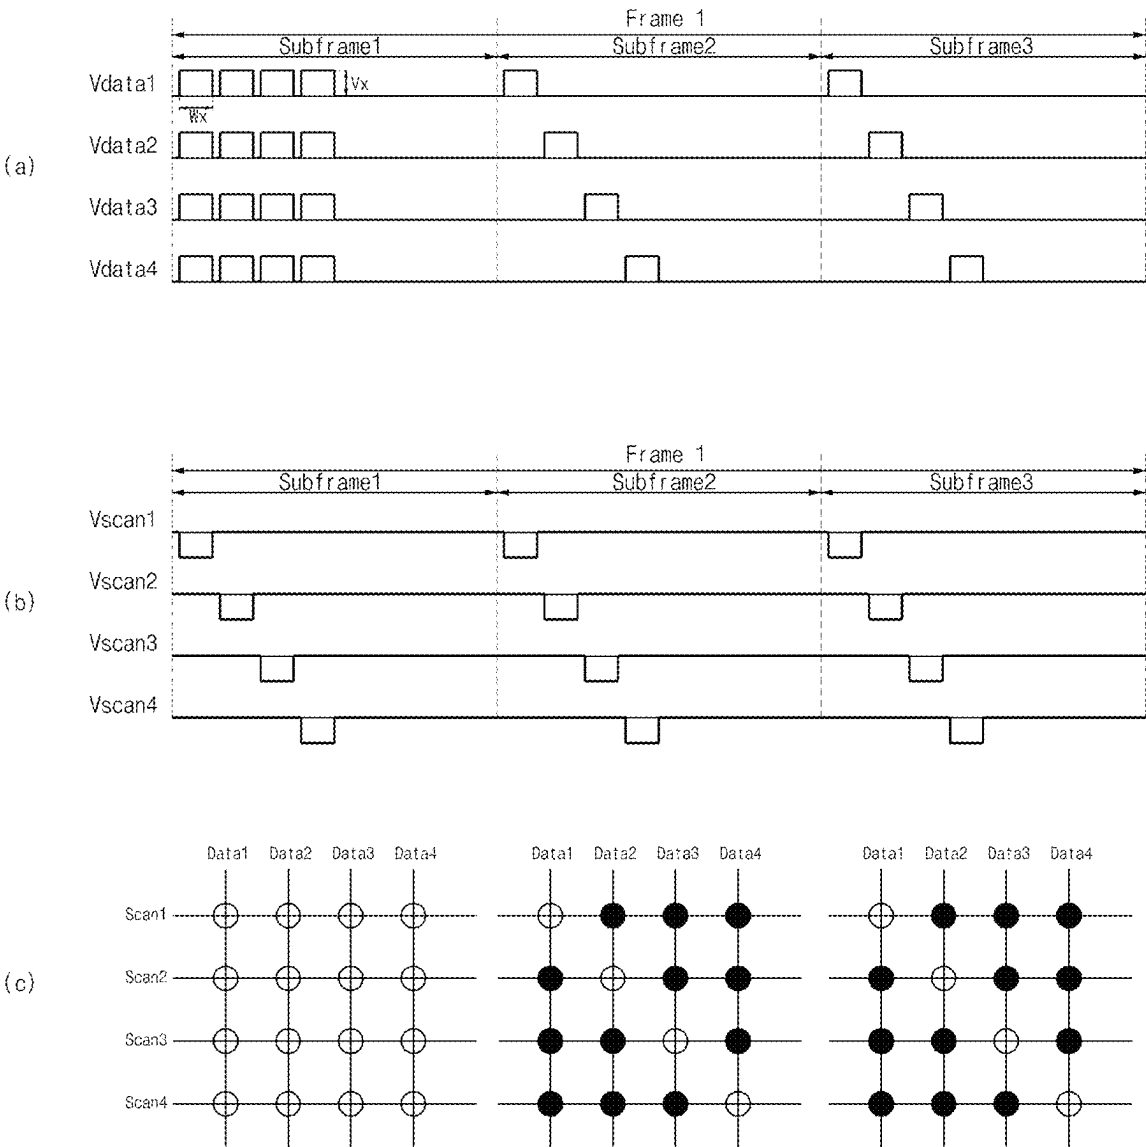 Frame 1
Subframe1 Subframe2 Subframe3
Vdata1
Vx
Wx
Vdata2
(a)
Vdata3
Vdata4
Frame 1
Subframe1 Subframe2 Subframe3
Vscan1
Vscan2
(b)
Vscan3
Vscan4
Data1 Data2 Data3 Data4 Data1 Data2 Data3 Data4 Data1 Data2 Data3 Data4
Scan1
Scan2
(c)
Scan3
Scan4